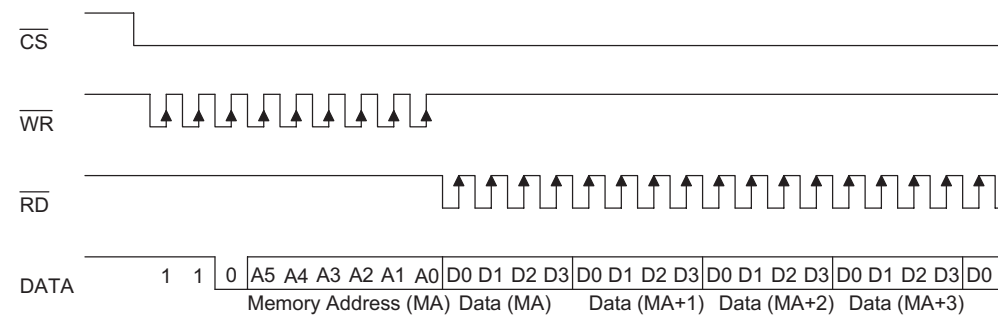 CS
WR
RD
DATA 1 1 0 A5 A4 A3 A2 A1 A0 D0 D1 D2 D3 D0 D1 D2 D3 D0 D1 D2 D3 D0 D1 D2 D3 D0
Memory Address (MA) Data (MA) Data (MA+1) Data (MA+2) Data (MA+3)